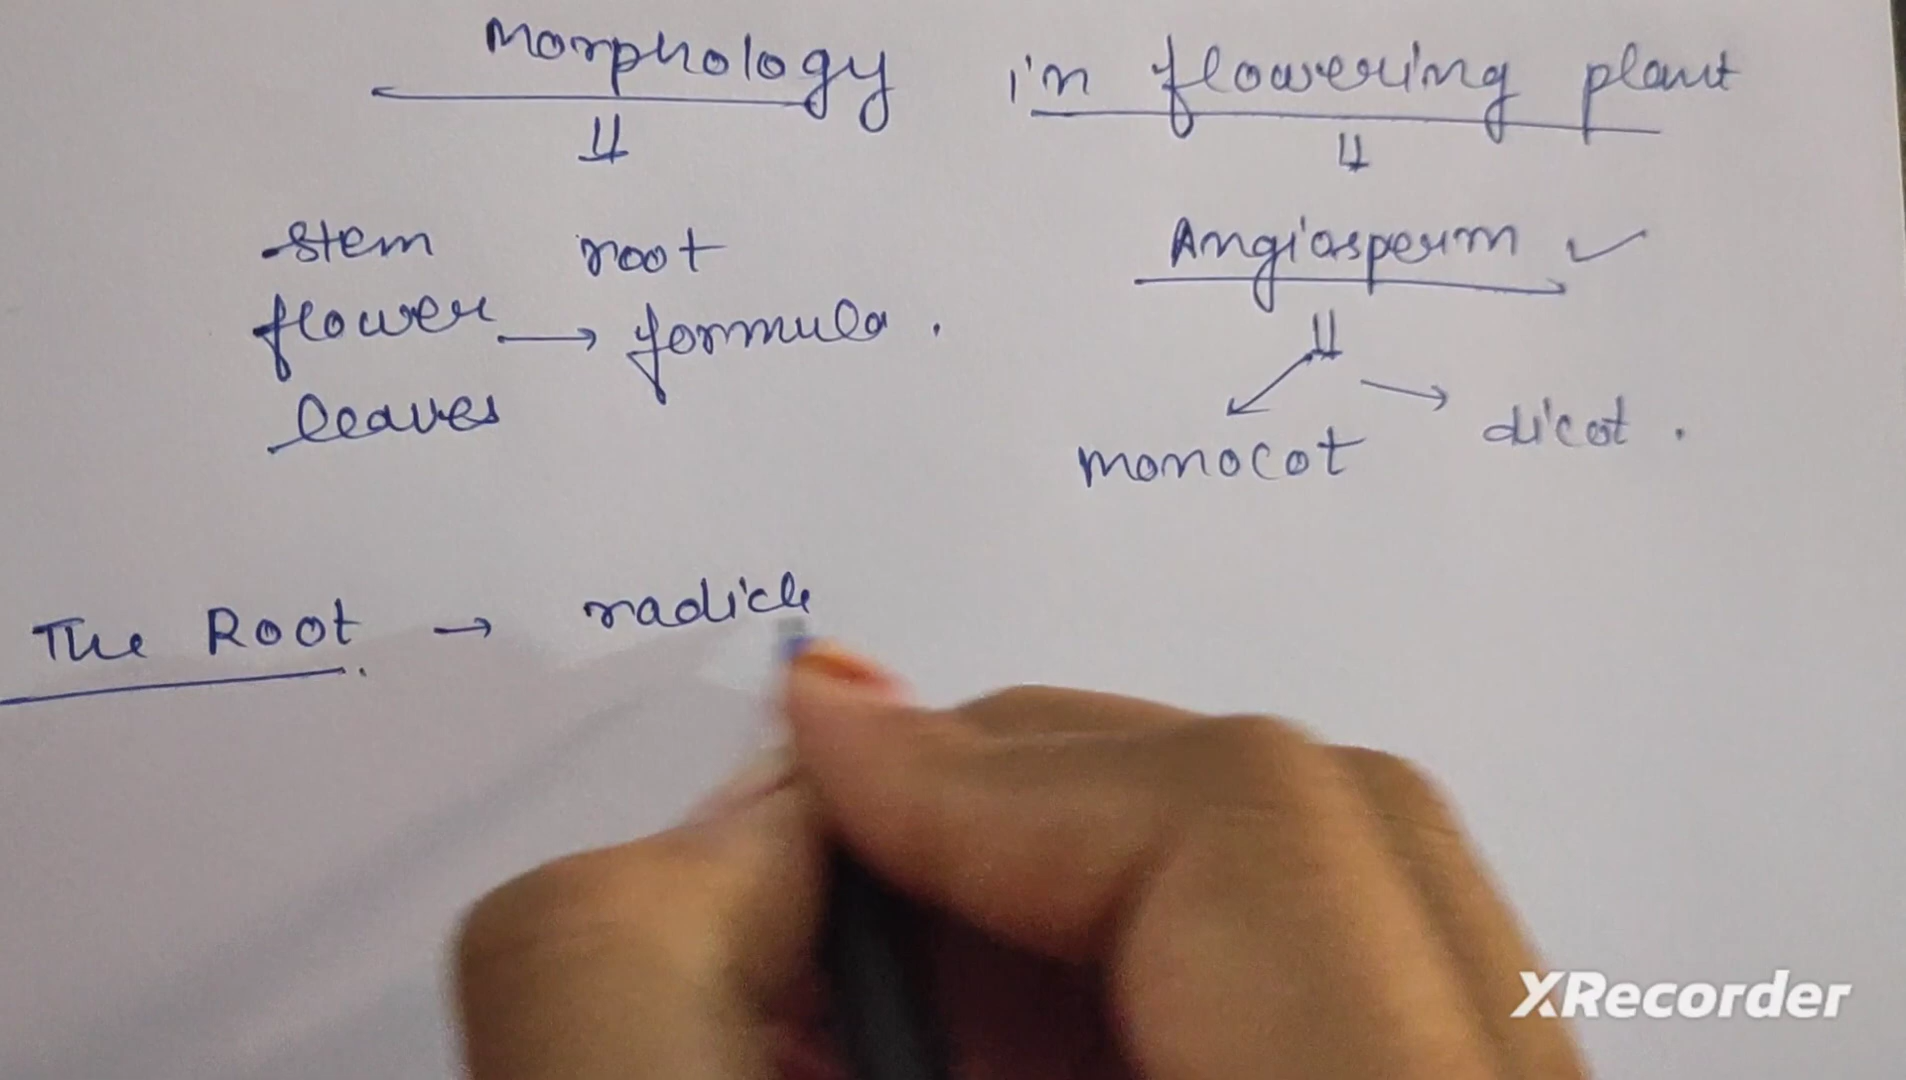 Morphology in flowering plant
stem root
flower → formula .
leaves
Angiosperm ✓
monocot dicot .
The Root . → radicle
XRecorder